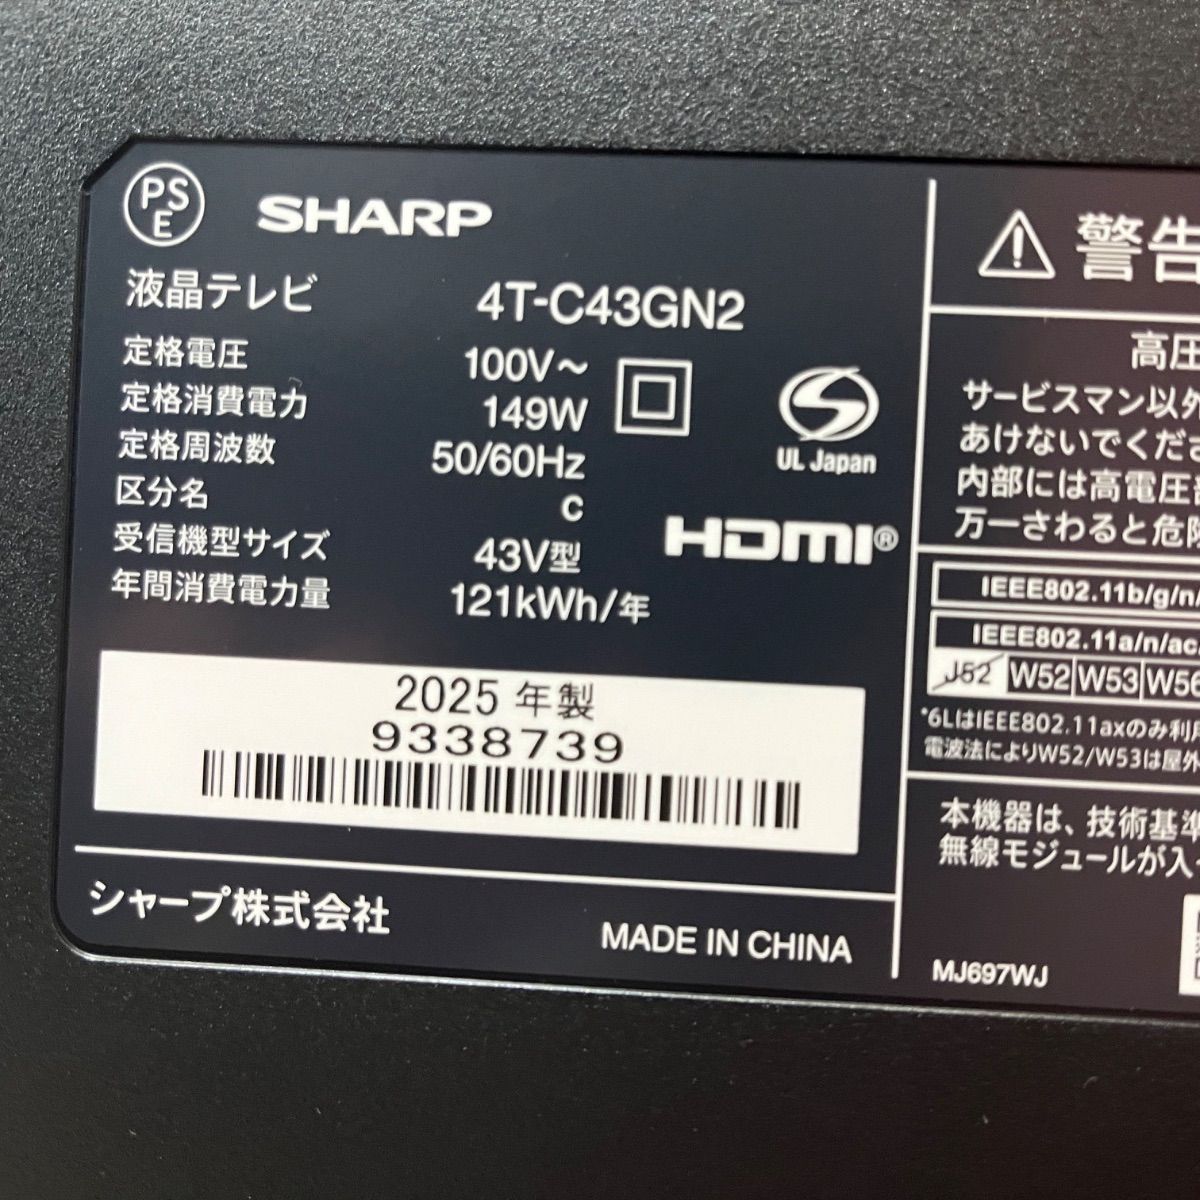 PS
E
SHARP
液晶テレビ 4T-C43GN2
定格電圧 100V～
定格消費電力 149W
定格周波数 50/60Hz
区分名 c
受信機型サイズ 43V型
年間消費電力量 121kWh/年
UL Japan
HDMI®
2025 年製
9338739
シャープ株式会社
MADE IN CHINA
警告
高圧
サービスマン以外
あけないでくださ
内部には高電圧部
万一さわると危険
IEEE802.11b/g/n/
IEEE802.11a/n/ac/
J52 W52 W53 W56
*6LはIEEE802.11axのみ利用
電波法によりW52/W53は屋外
本機器は、技術基準
無線モジュールが入
MJ697WJ